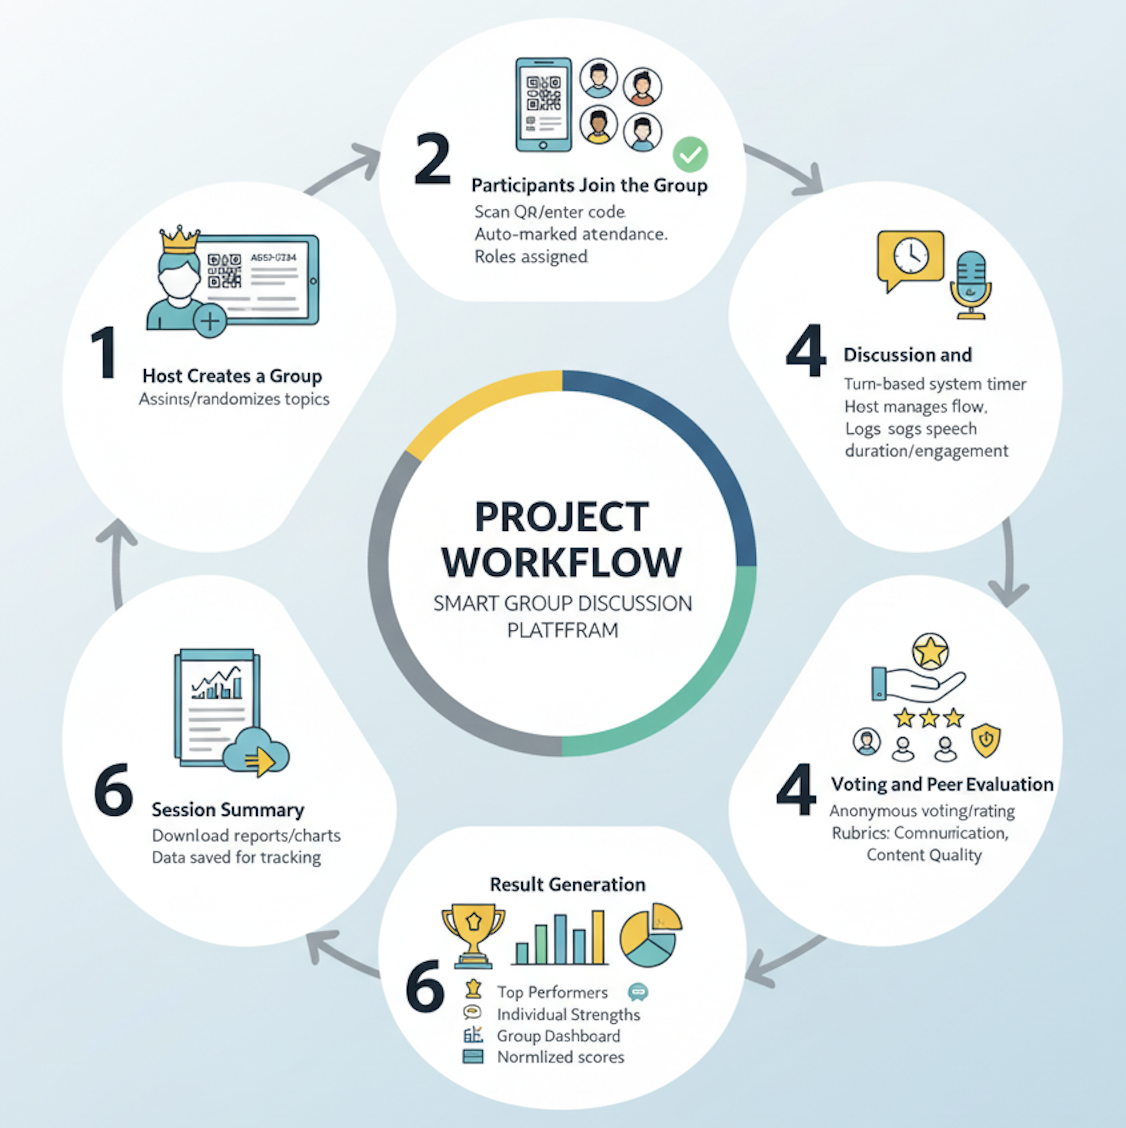 PROJECT
WORKFLOW
SMART GROUP DISCUSSION
PLATFFRAM
1
Host Creates a Group
Assints/randomizes topics
2
Participants Join the Group
Scan QR/enter code
Auto-marked atendance.
Roles assigned
4
Discussion and
Turn-based system timer
Host manages flow.
Logs sogs speech
duration/engagement
4
Voting and Peer Evaluation
Anonymous voting/rating
Rubrics:
Content Quality
Result Generation
6
Top Performers
Individual Strengths
Group Dashboard
Normlized scores
6
Session Summary
Download reports/charts
Data saved for tracking